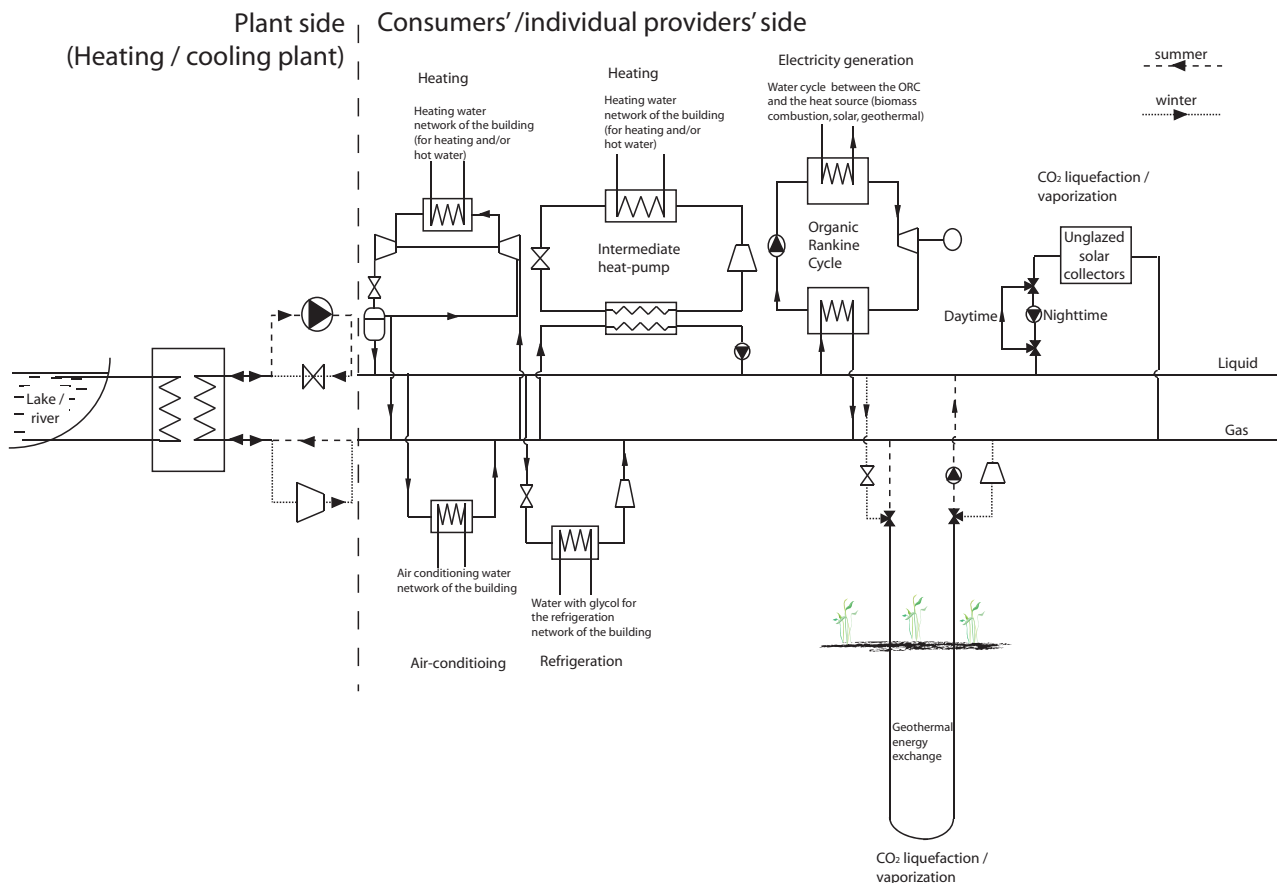 Plant side
(Heating / cooling plant)
Consumers'/individual providers' side
Heating
Heating water
network of the building
(for heating and/or
hot water)
Heating
Heating water
network of the building
(for heating and/or
hot water)
Electricity generation
Water cycle between the ORC
and the heat source (biomass
combustion, solar, geothermal)
summer
winter
CO₂ liquefaction /
vaporization
Unglazed
solar
collectors
Intermediate
heat-pump
Organic
Rankine
Cycle
Daytime
Nighttime
Lake /
river
Liquid
Gas
Air conditioning water
network of the building
Water with glycol for
the refrigeration
network of the building
Air-conditioing
Refrigeration
Geothermal
energy
exchange
CO₂ liquefaction /
vaporization